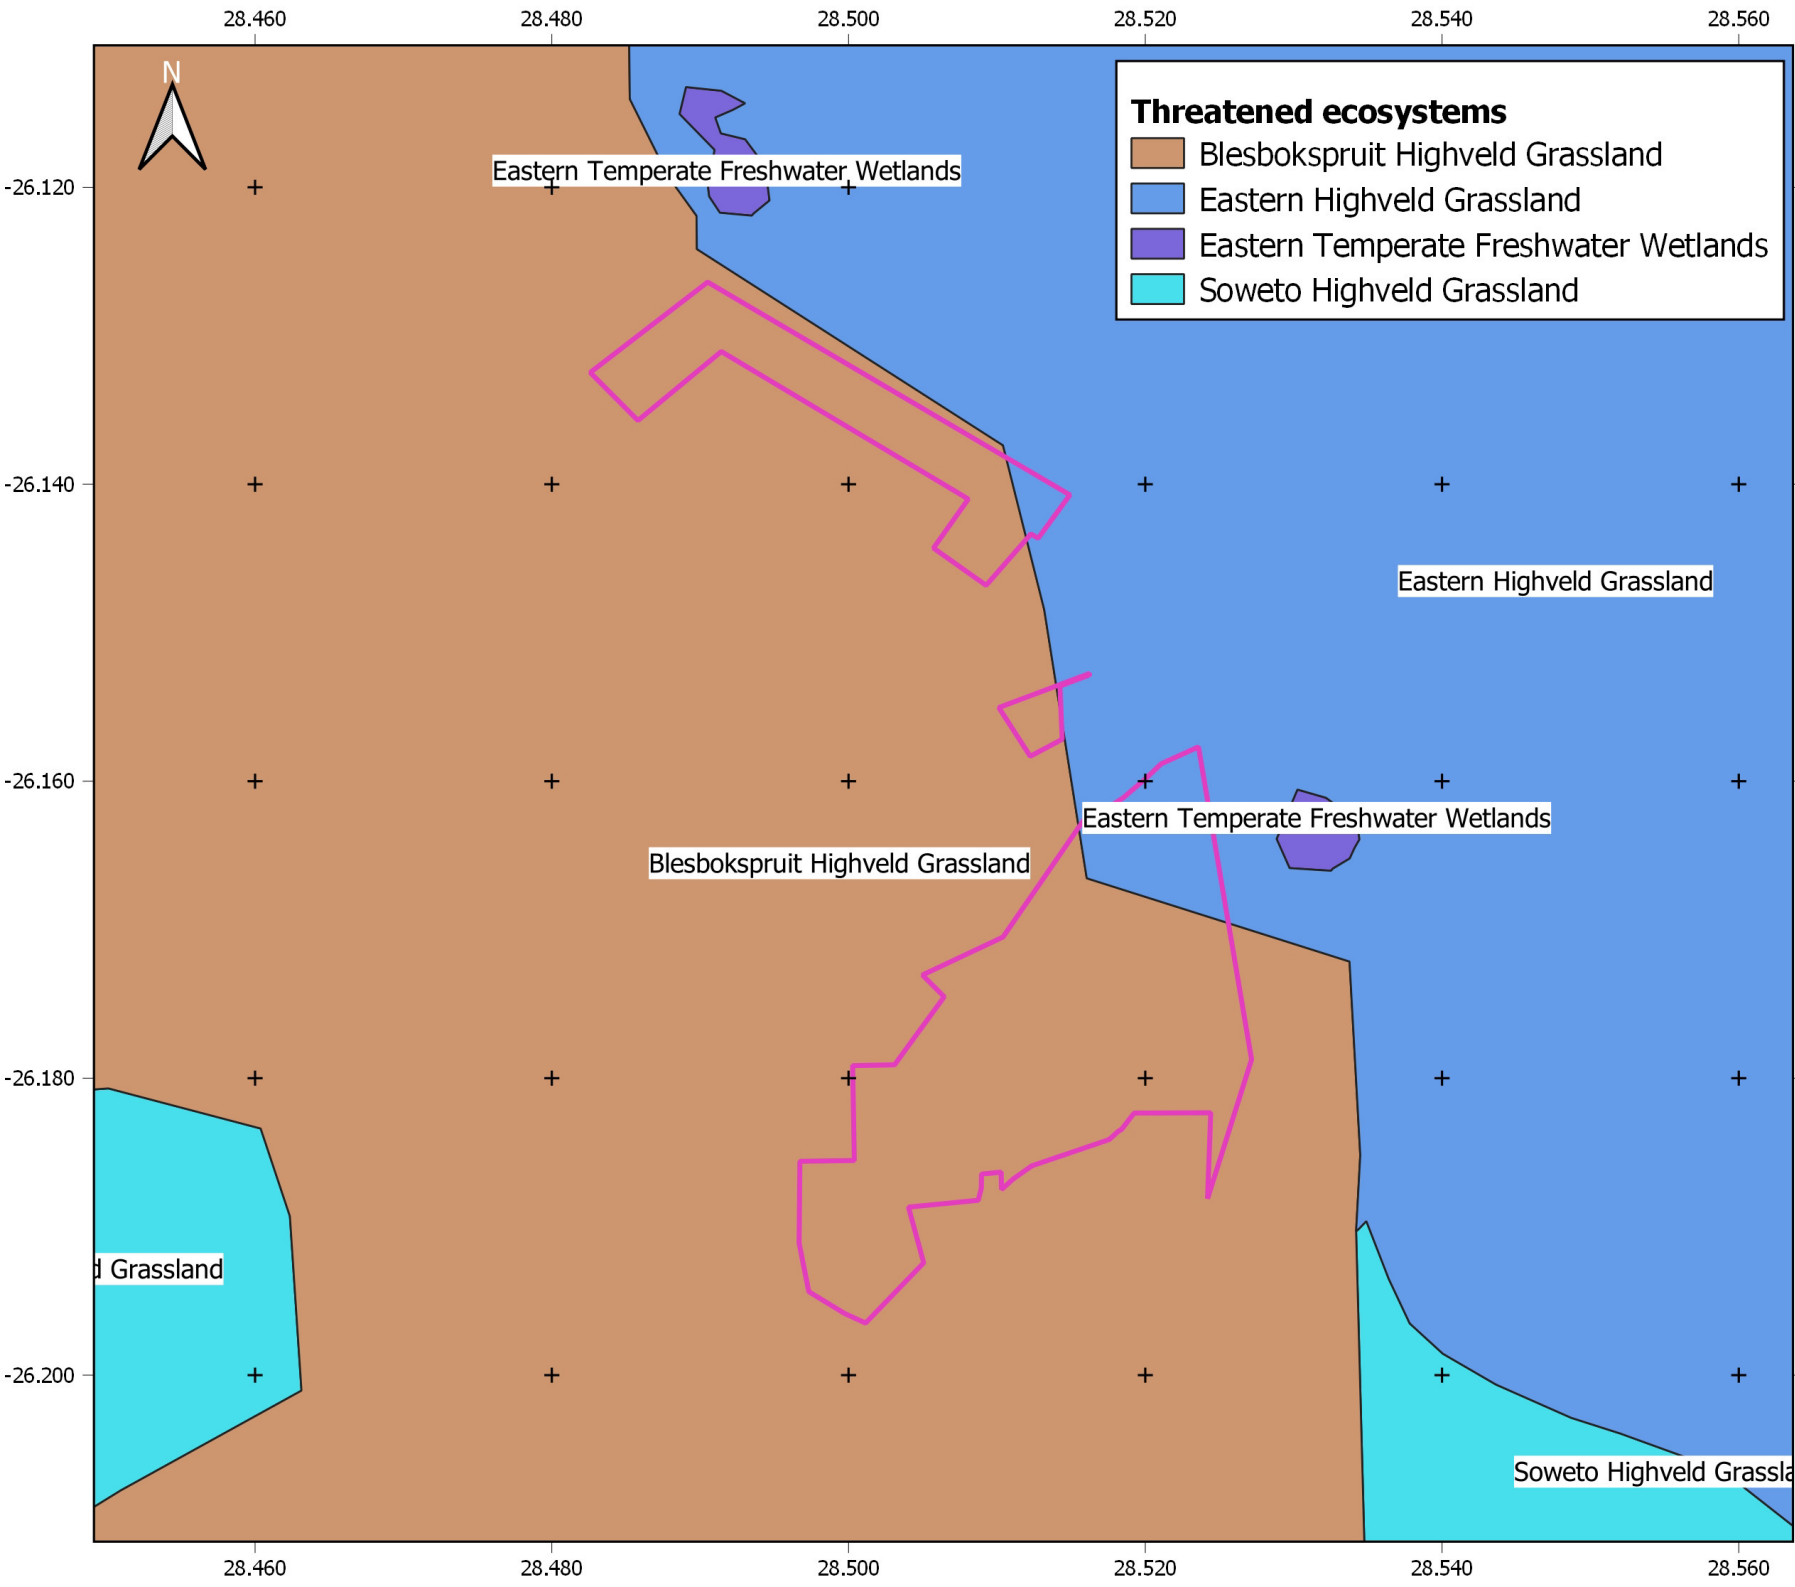 28.460 28.480 28.500 28.520 28.540 28.560
N
Threatened ecosystems
Blesbokspruit Highveld Grassland
Eastern Highveld Grassland
Eastern Temperate Freshwater Wetlands
Soweto Highveld Grassland
Eastern Temperate Freshwater Wetlands
-26.120
-26.140
Eastern Highveld Grassland
-26.160
Eastern Temperate Freshwater Wetlands
Blesbokspruit Highveld Grassland
-26.180
d Grassland
-26.200
Soweto Highveld Grassla
28.460 28.480 28.500 28.520 28.540 28.560